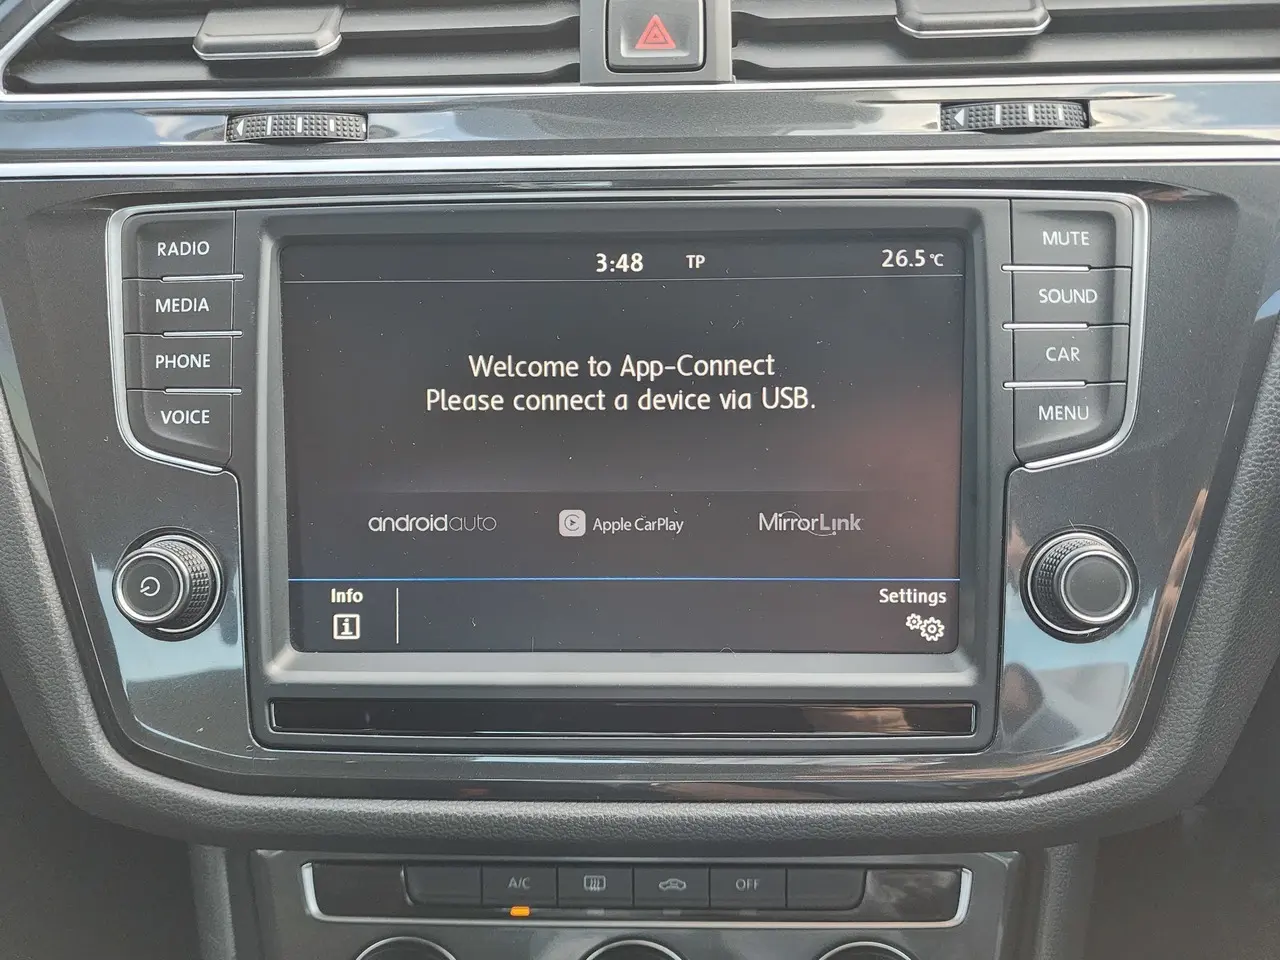 RADIO
MEDIA
PHONE
VOICE
3:48 TP 26.5°C
Welcome to App-Connect
Please connect a device via USB.
androidauto Apple CarPlay MirrorLink
Info Settings
MUTE
SOUND
CAR
MENU
A/C OFF